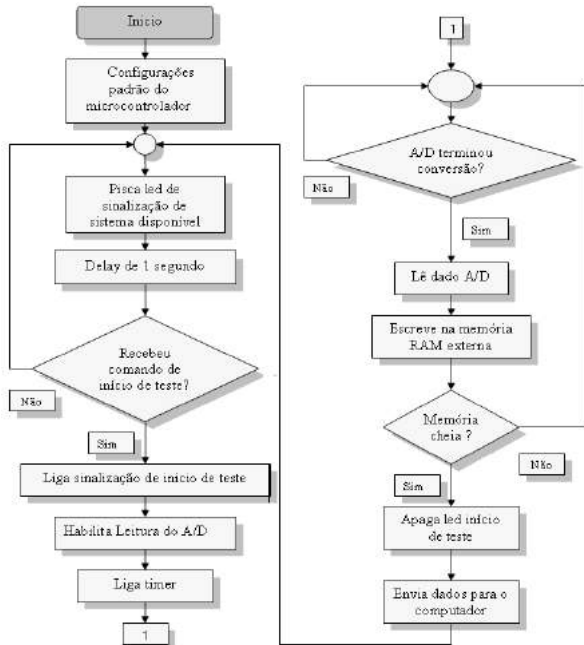 Início
Configurações
padrão do
microcontrolador
Pisca led de
sinalização de
sistema disponível
Delay de 1 segundo
Recebeu
comando de
início de teste?
Não
Sim
Liga sinalização de início de teste
Habilita Leitura do A/D
Liga timer
1
1
A/D terminou
conversão?
Não
Sim
Lê dado A/D
Escreve na memória
RAM externa
Memória
cheia ?
Não
Sim
Apaga led início
de teste
Envia dados para o
computador